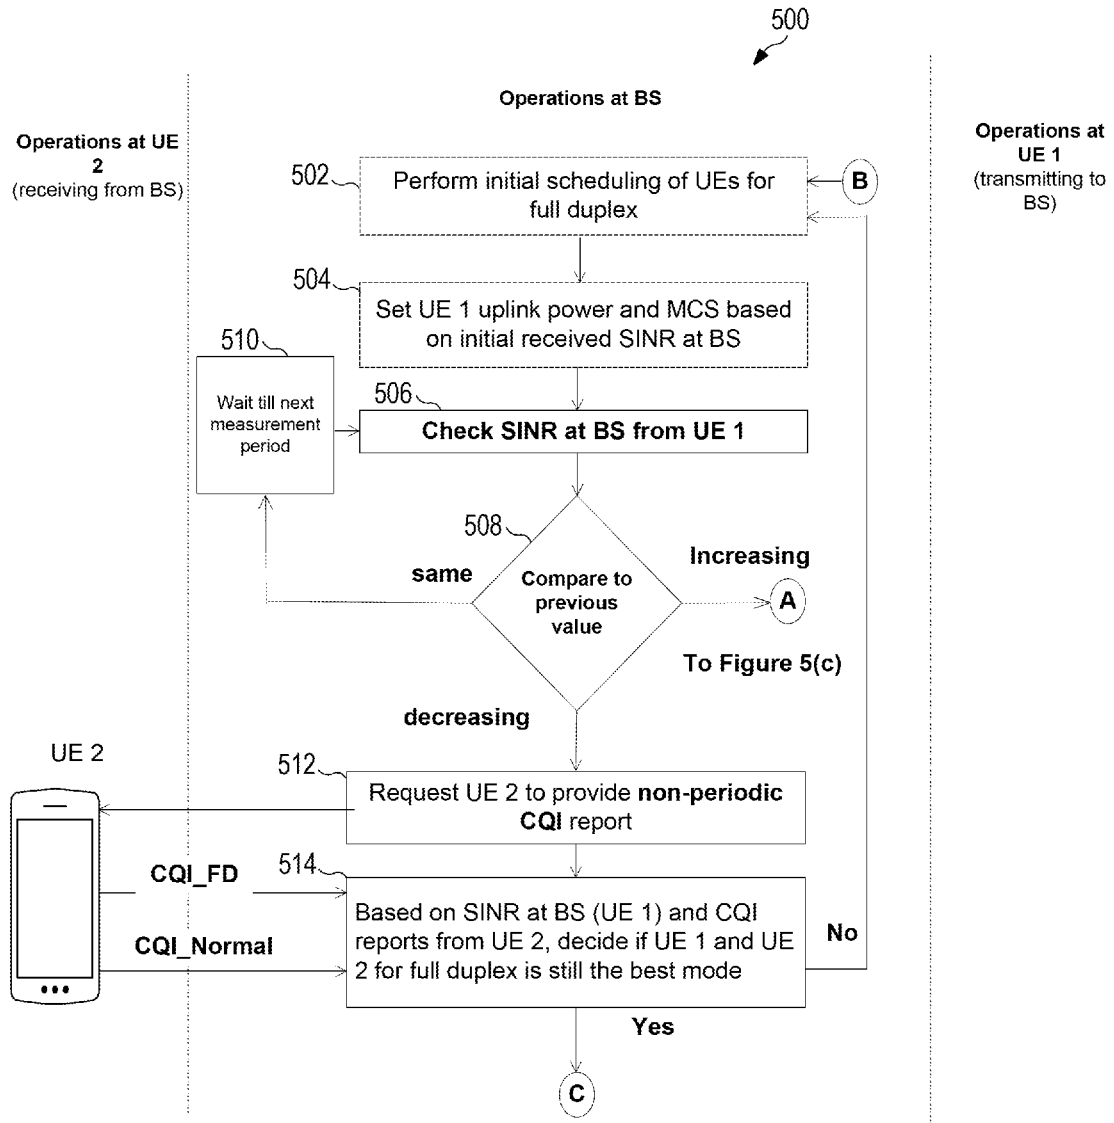 500
Operations at BS
Operations at UE
2
(receiving from BS)
Operations at
UE 1
(transmitting to
BS)
502
Perform initial scheduling of UEs for
full duplex
B
504
Set UE 1 uplink power and MCS based
on initial received SINR at BS
510
Wait till next
measurement
period
506
Check SINR at BS from UE 1
508
same
Compare to
previous
value
Increasing
A
To Figure 5(c)
decreasing
UE 2
512
Request UE 2 to provide non-periodic
CQI report
CQI_FD
CQI_Normal
514
Based on SINR at BS (UE 1) and CQI
reports from UE 2, decide if UE 1 and UE
2 for full duplex is still the best mode
No
Yes
C